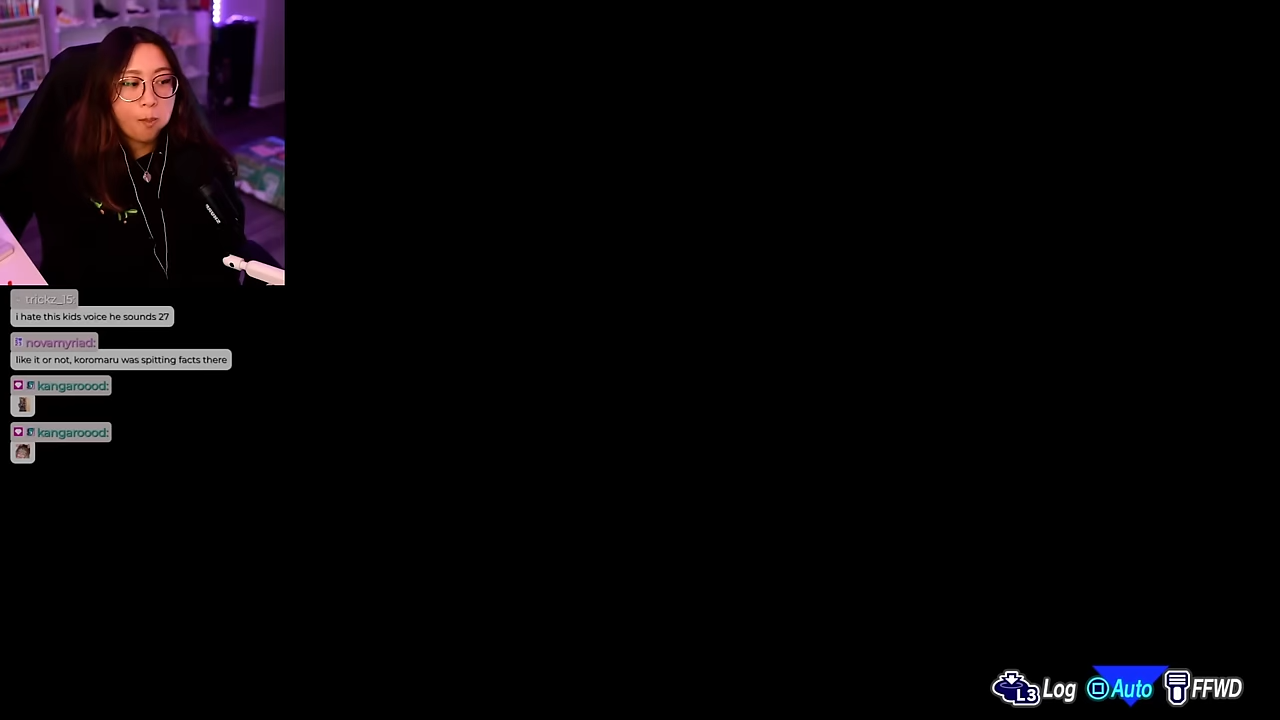 trickz_15:
i hate this kids voice he sounds 27
novamyriad:
like it or not, koromaru was spitting facts there
kangaroood:
kangaroood:
L3 Log Auto FFWD